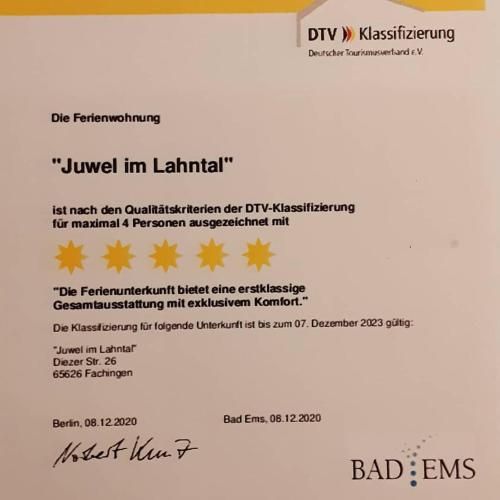 DTV Klassifizierung
Deutscher Tourismusverband e.V.
Die Ferienwohnung
"Juwel im Lahntal"
ist nach den Qualitätskriterien der DTV-Klassifizierung
für maximal 4 Personen ausgezeichnet mit
"Die Ferienunterkunft bietet eine erstklassige
Gesamtausstattung mit exklusivem Komfort."
Die Klassifizierung für folgende Unterkunft ist bis zum 07. Dezember 2023 gültig:
"Juwel im Lahntal"
Diezer Str. 26
65626 Fachingen
Berlin, 08.12.2020
Bad Ems, 08.12.2020
BAD EMS